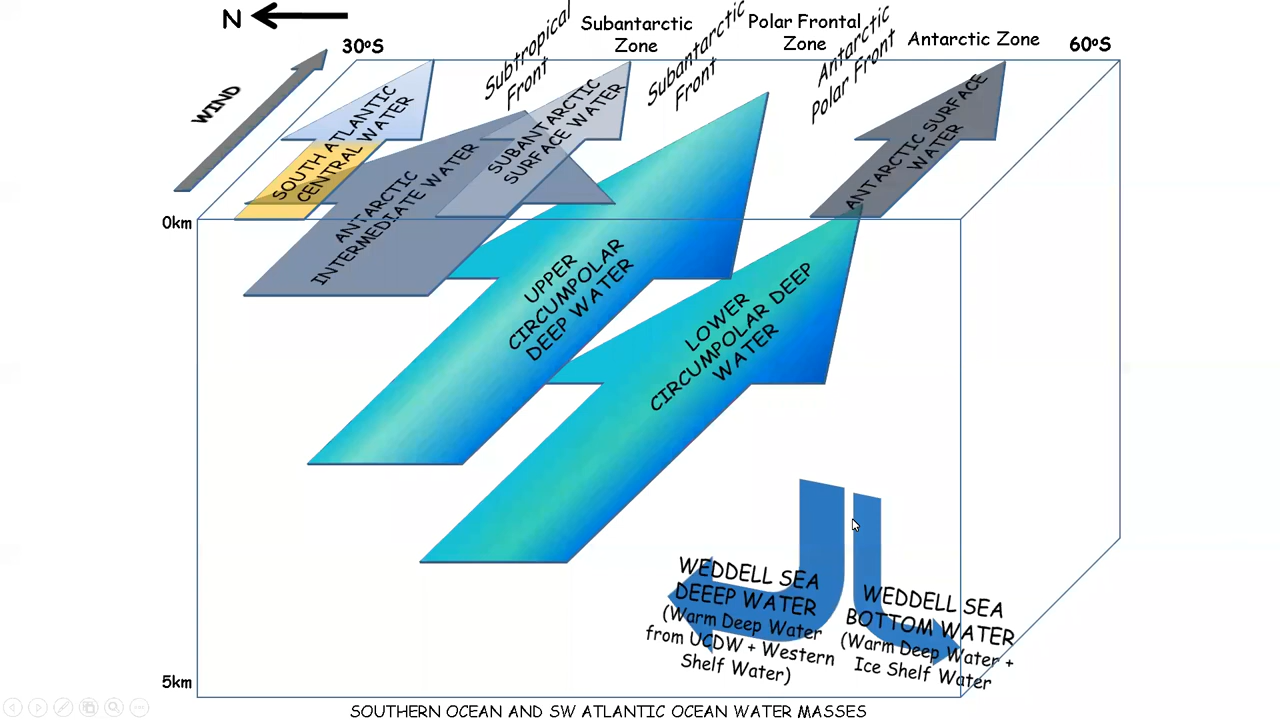 N
30ºS
Subtropical
Front
Subantarctic
Zone
Subantarctic
Front
Polar Frontal
Zone
Antarctic
Polar Front
Antarctic Zone
60ºS
WIND
SOUTH ATLANTIC
CENTRAL WATER
ANTARCTIC
INTERMEDIATE WATER
SUBANTARCTIC
SURFACE WATER
ANTARCTIC SURFACE
WATER
0km
UPPER
CIRCUMPOLAR
DEEP WATER
LOWER
CIRCUMPOLAR DEEP
WATER
WEDDELL SEA
DEEEP WATER
(Warm Deep Water
from UCDW + Western
Shelf Water)
WEDDELL SEA
BOTTOM WATER
(Warm Deep Water +
Ice Shelf Water
5km
SOUTHERN OCEAN AND SW ATLANTIC OCEAN WATER MASSES